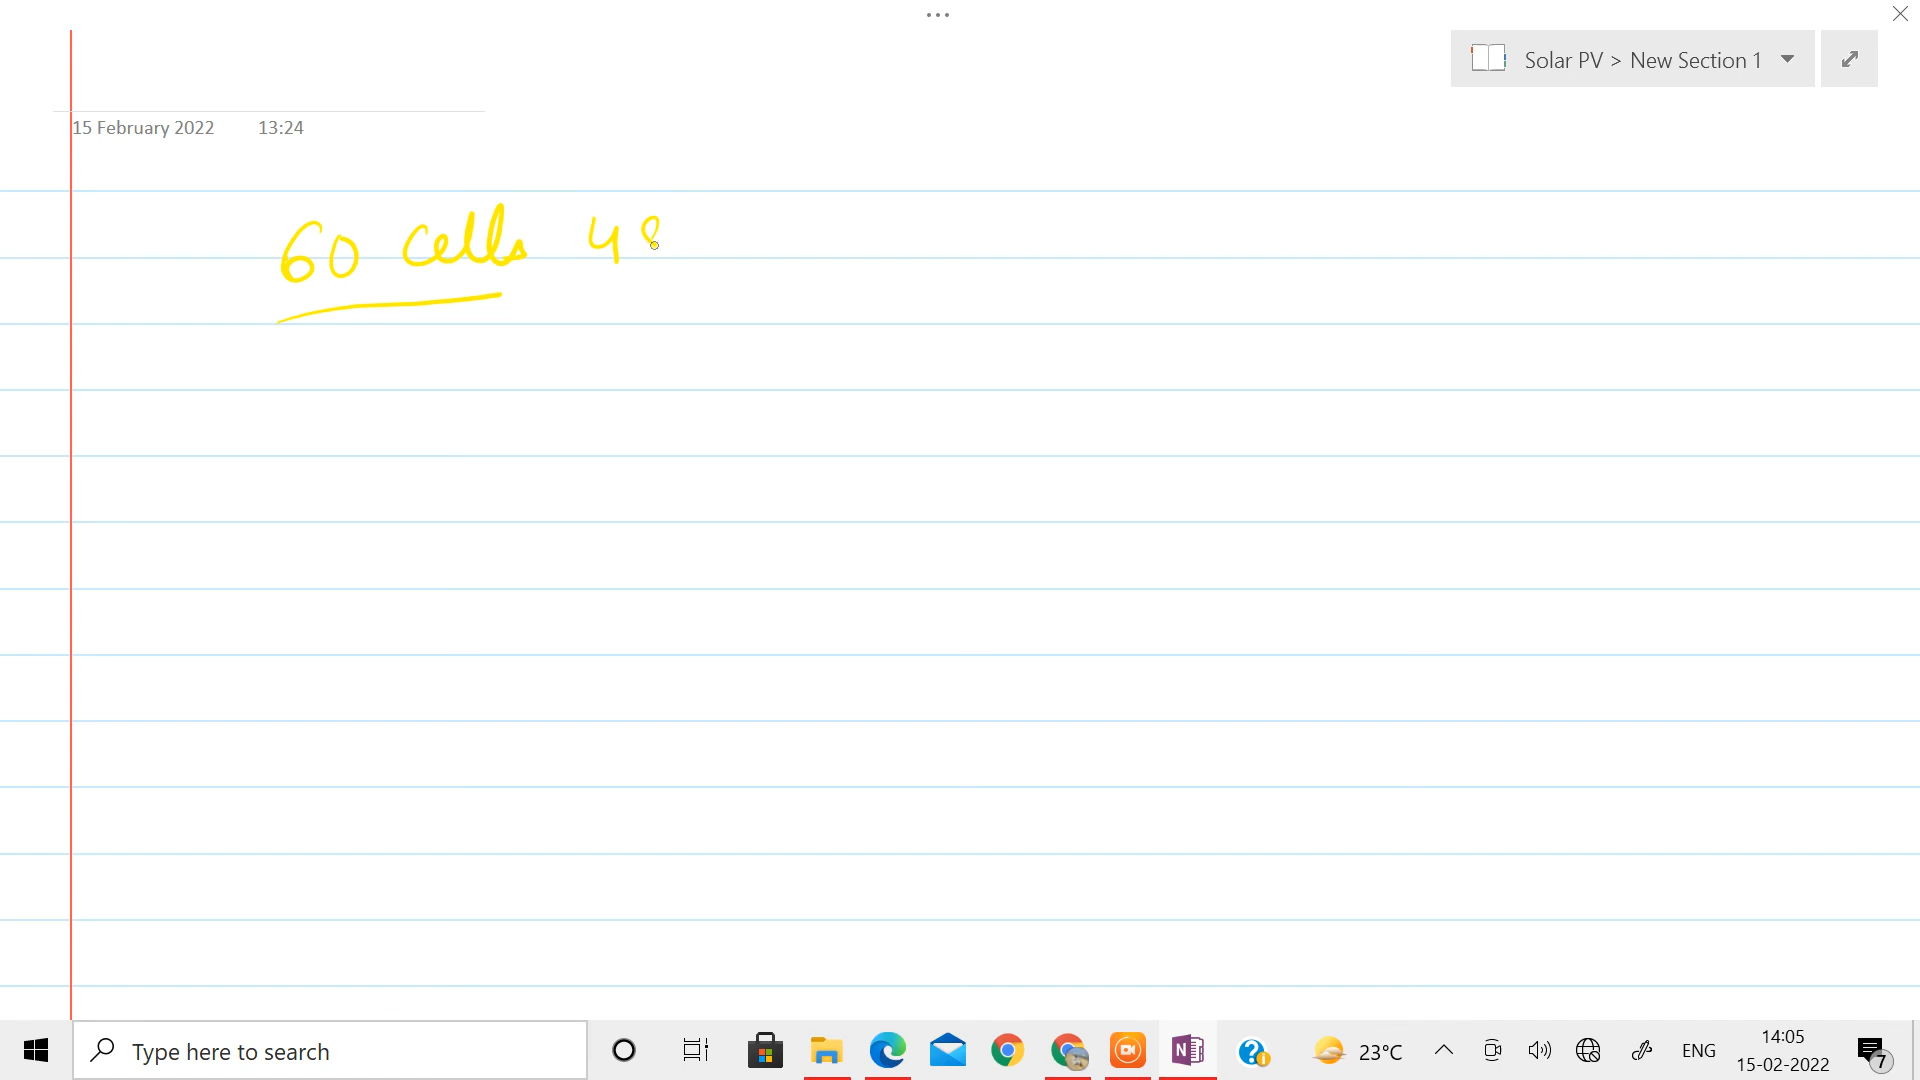 Solar PV > New Section 1
15 February 2022 13:24
60 cells 48
Type here to search
23°C
ENG
14:05
15-02-2022
7